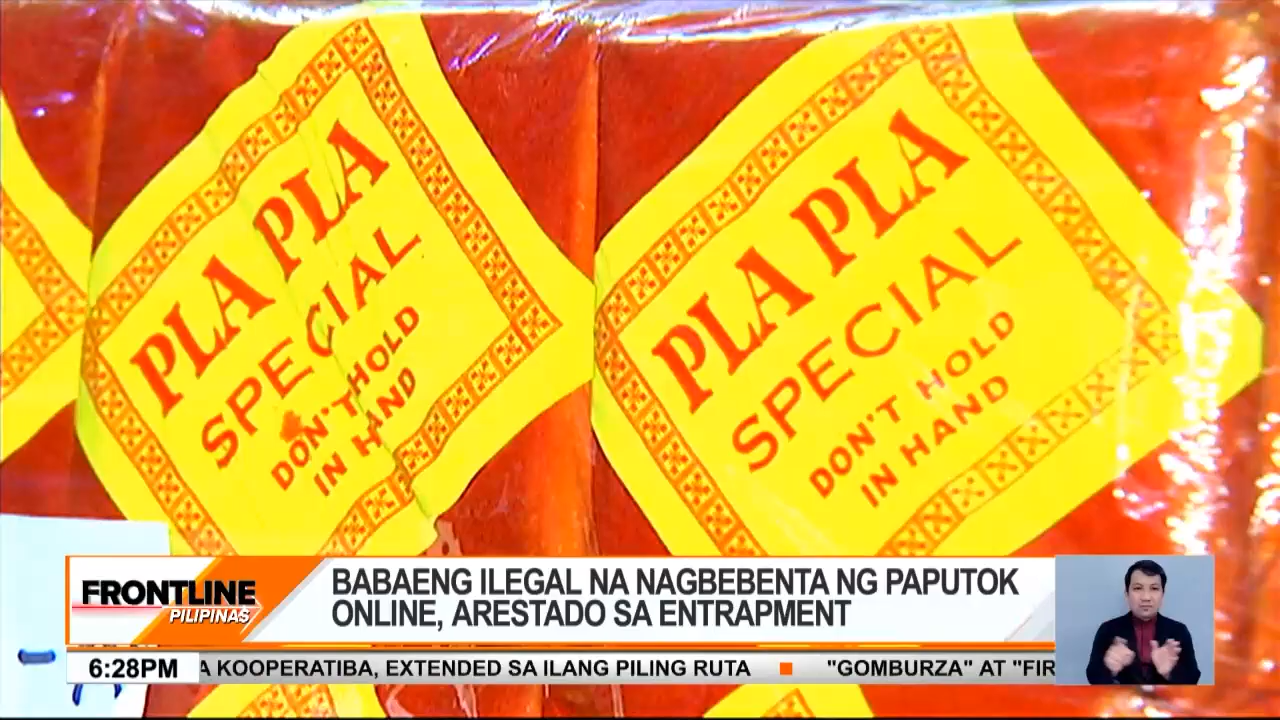 PLA PLA
SPECIAL
DON'T HOLD
IN HAND
PLA PLA
SPECIAL
DON'T HOLD
IN HAND
FRONTLINE
PILIPINAS
BABAENG ILEGAL NA NAGBEBENTA NG PAPUTOK
ONLINE, ARESTADO SA ENTRAPMENT
6:28PM
A KOOPERATIBA, EXTENDED SA ILANG PILING RUTA ■ "GOMBURZA" AT "FIR